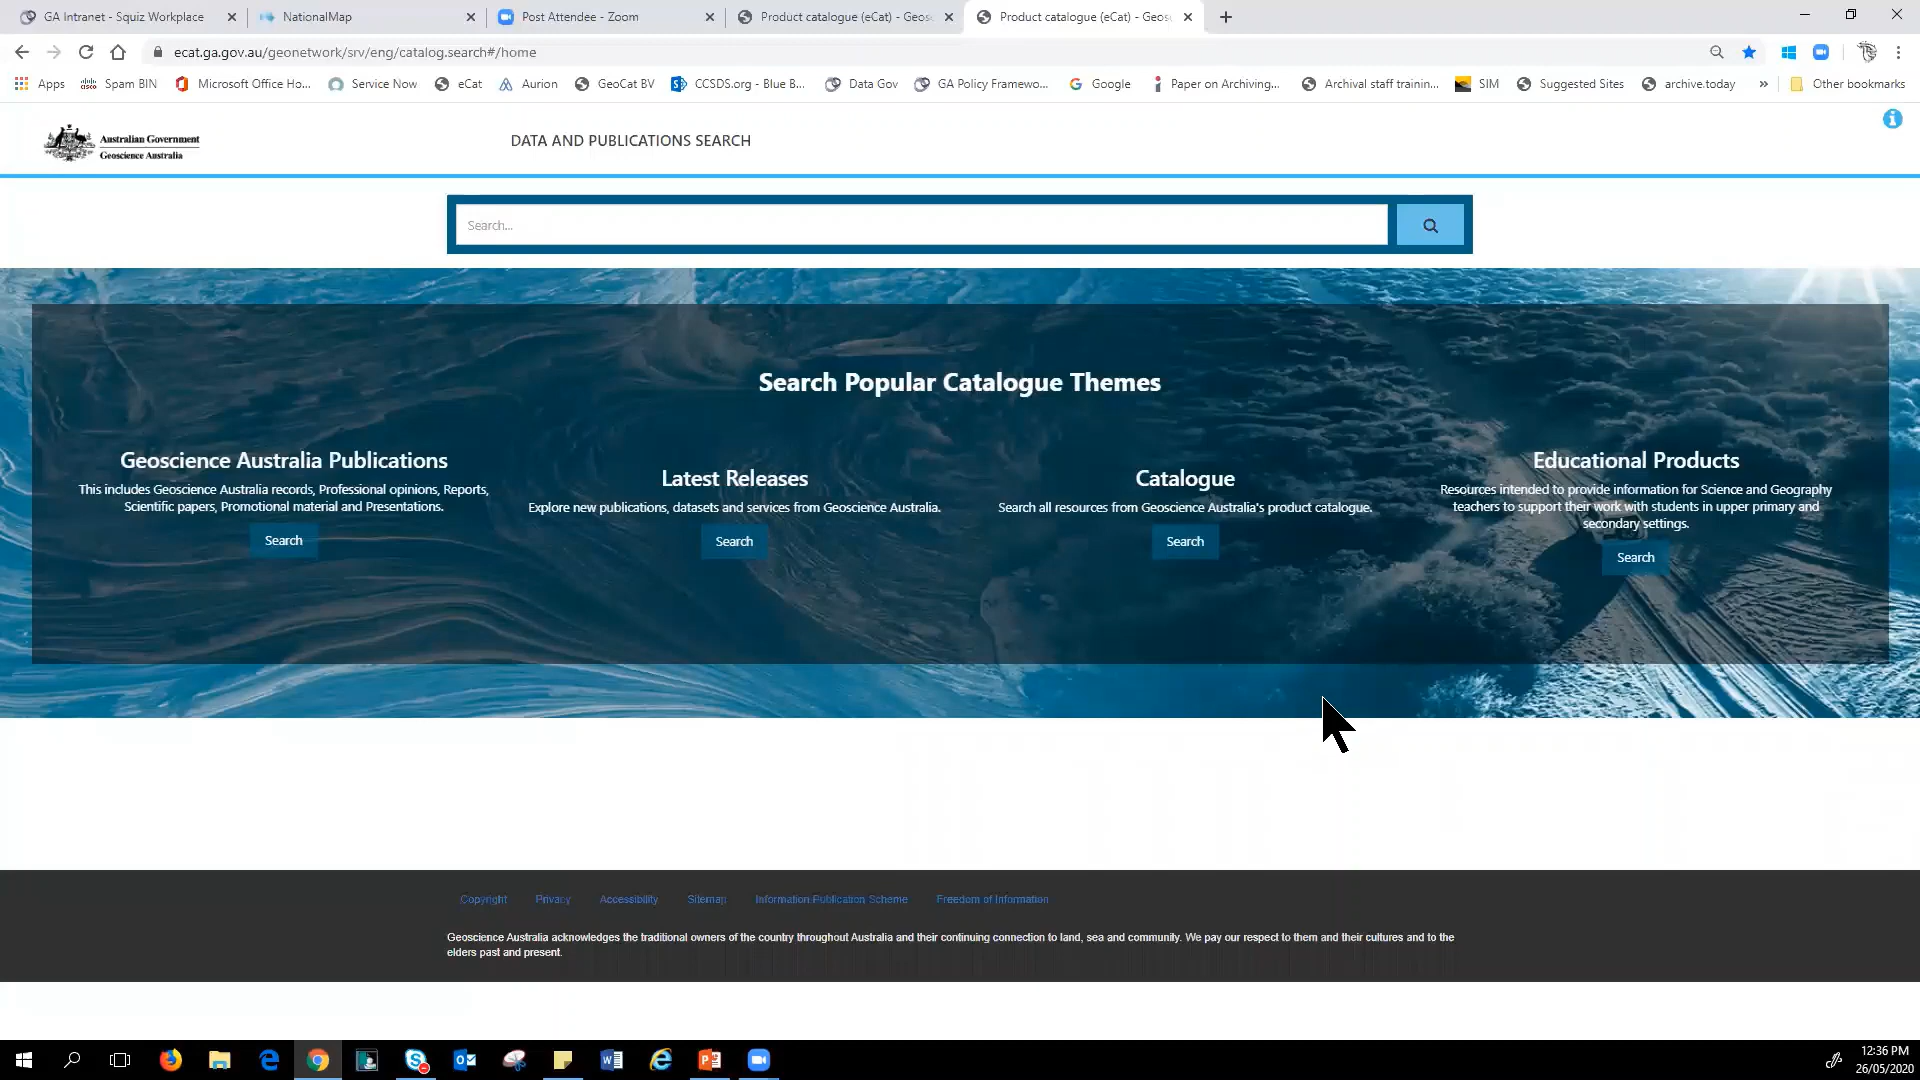 GA Intranet - Squiz Workplace
NationalMap
Post Attendee - Zoom
Product catalogue (eCat) - Geosc
Product catalogue (eCat) - Geos
ecat.ga.gov.au/geonetwork/srv/eng/catalog.search#/home
Apps
Spam BIN
Microsoft Office Ho...
Service Now
eCat
Aurion
GeoCat BV
CCSDS.org - Blue B...
Data Gov
GA Policy Framewo...
Google
Paper on Archiving...
Archival staff trainin...
SIM
Suggested Sites
archive.today
»
Other bookmarks
Australian Government
Geoscience Australia
DATA AND PUBLICATIONS SEARCH
Search...
Search Popular Catalogue Themes
Geoscience Australia Publications
This includes Geoscience Australia records, Professional opinions, Reports,
Scientific papers, Promotional material and Presentations.
Search
Latest Releases
Explore new publications, datasets and services from Geoscience Australia.
Search
Catalogue
Search all resources from Geoscience Australia's product catalogue.
Search
Educational Products
Resources intended to provide information for Science and Geography
teachers to support their work with students in upper primary and
secondary settings.
Search
Copyright
Privacy
Accessibility
Sitemap
Information Publication Scheme
Freedom of Information
Geoscience Australia acknowledges the traditional owners of the country throughout Australia and their continuing connection to land, sea and community. We pay our respect to them and their cultures and to the
elders past and present.
12:36 PM
26/05/2020